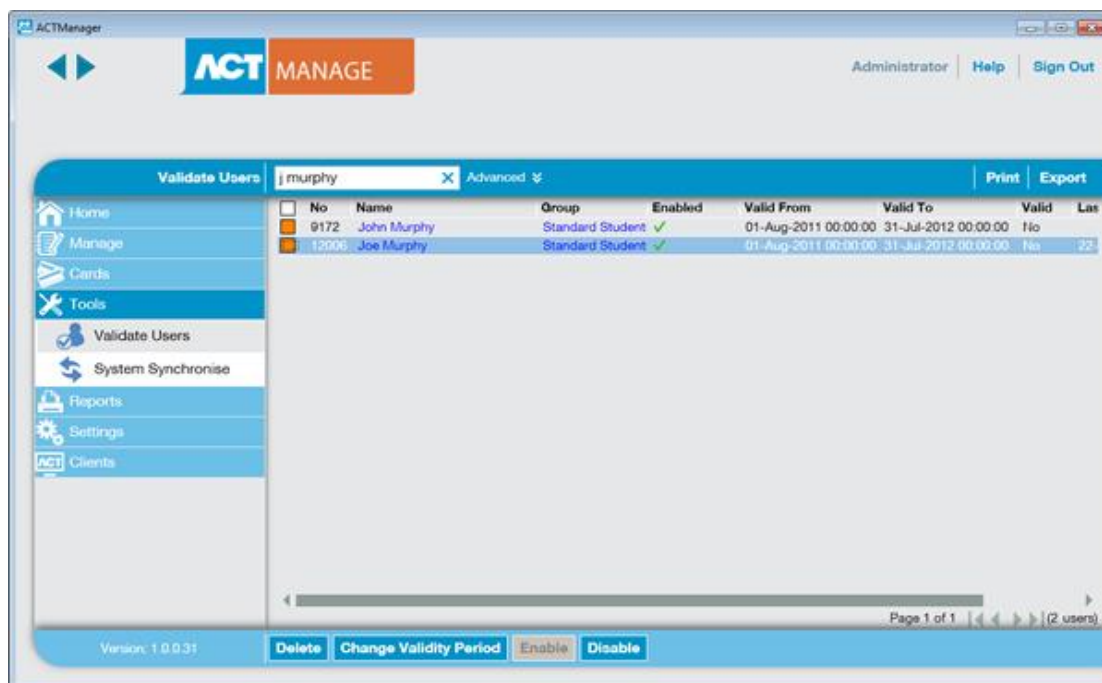 ACTManager
ACT MANAGE
Administrator Help Sign Out
Validate Users j murphy Advanced Print Export
No Name Group Enabled Valid From Valid To Valid Las
9172 John Murphy Standard Student 01-Aug-2011 00:00:00 31-Jul-2012 00:00:00 No
12006 Joe Murphy Standard Student 01-Aug-2011 00:00:00 31-Jul-2012 00:00:00 No 22-
Home
Manage
Cards
Tools
Validate Users
System Synchronise
Reports
Settings
ACT Clients
Page 1 of 1 (2 users)
Version: 1.0.0.31 Delete Change Validity Period Enable Disable